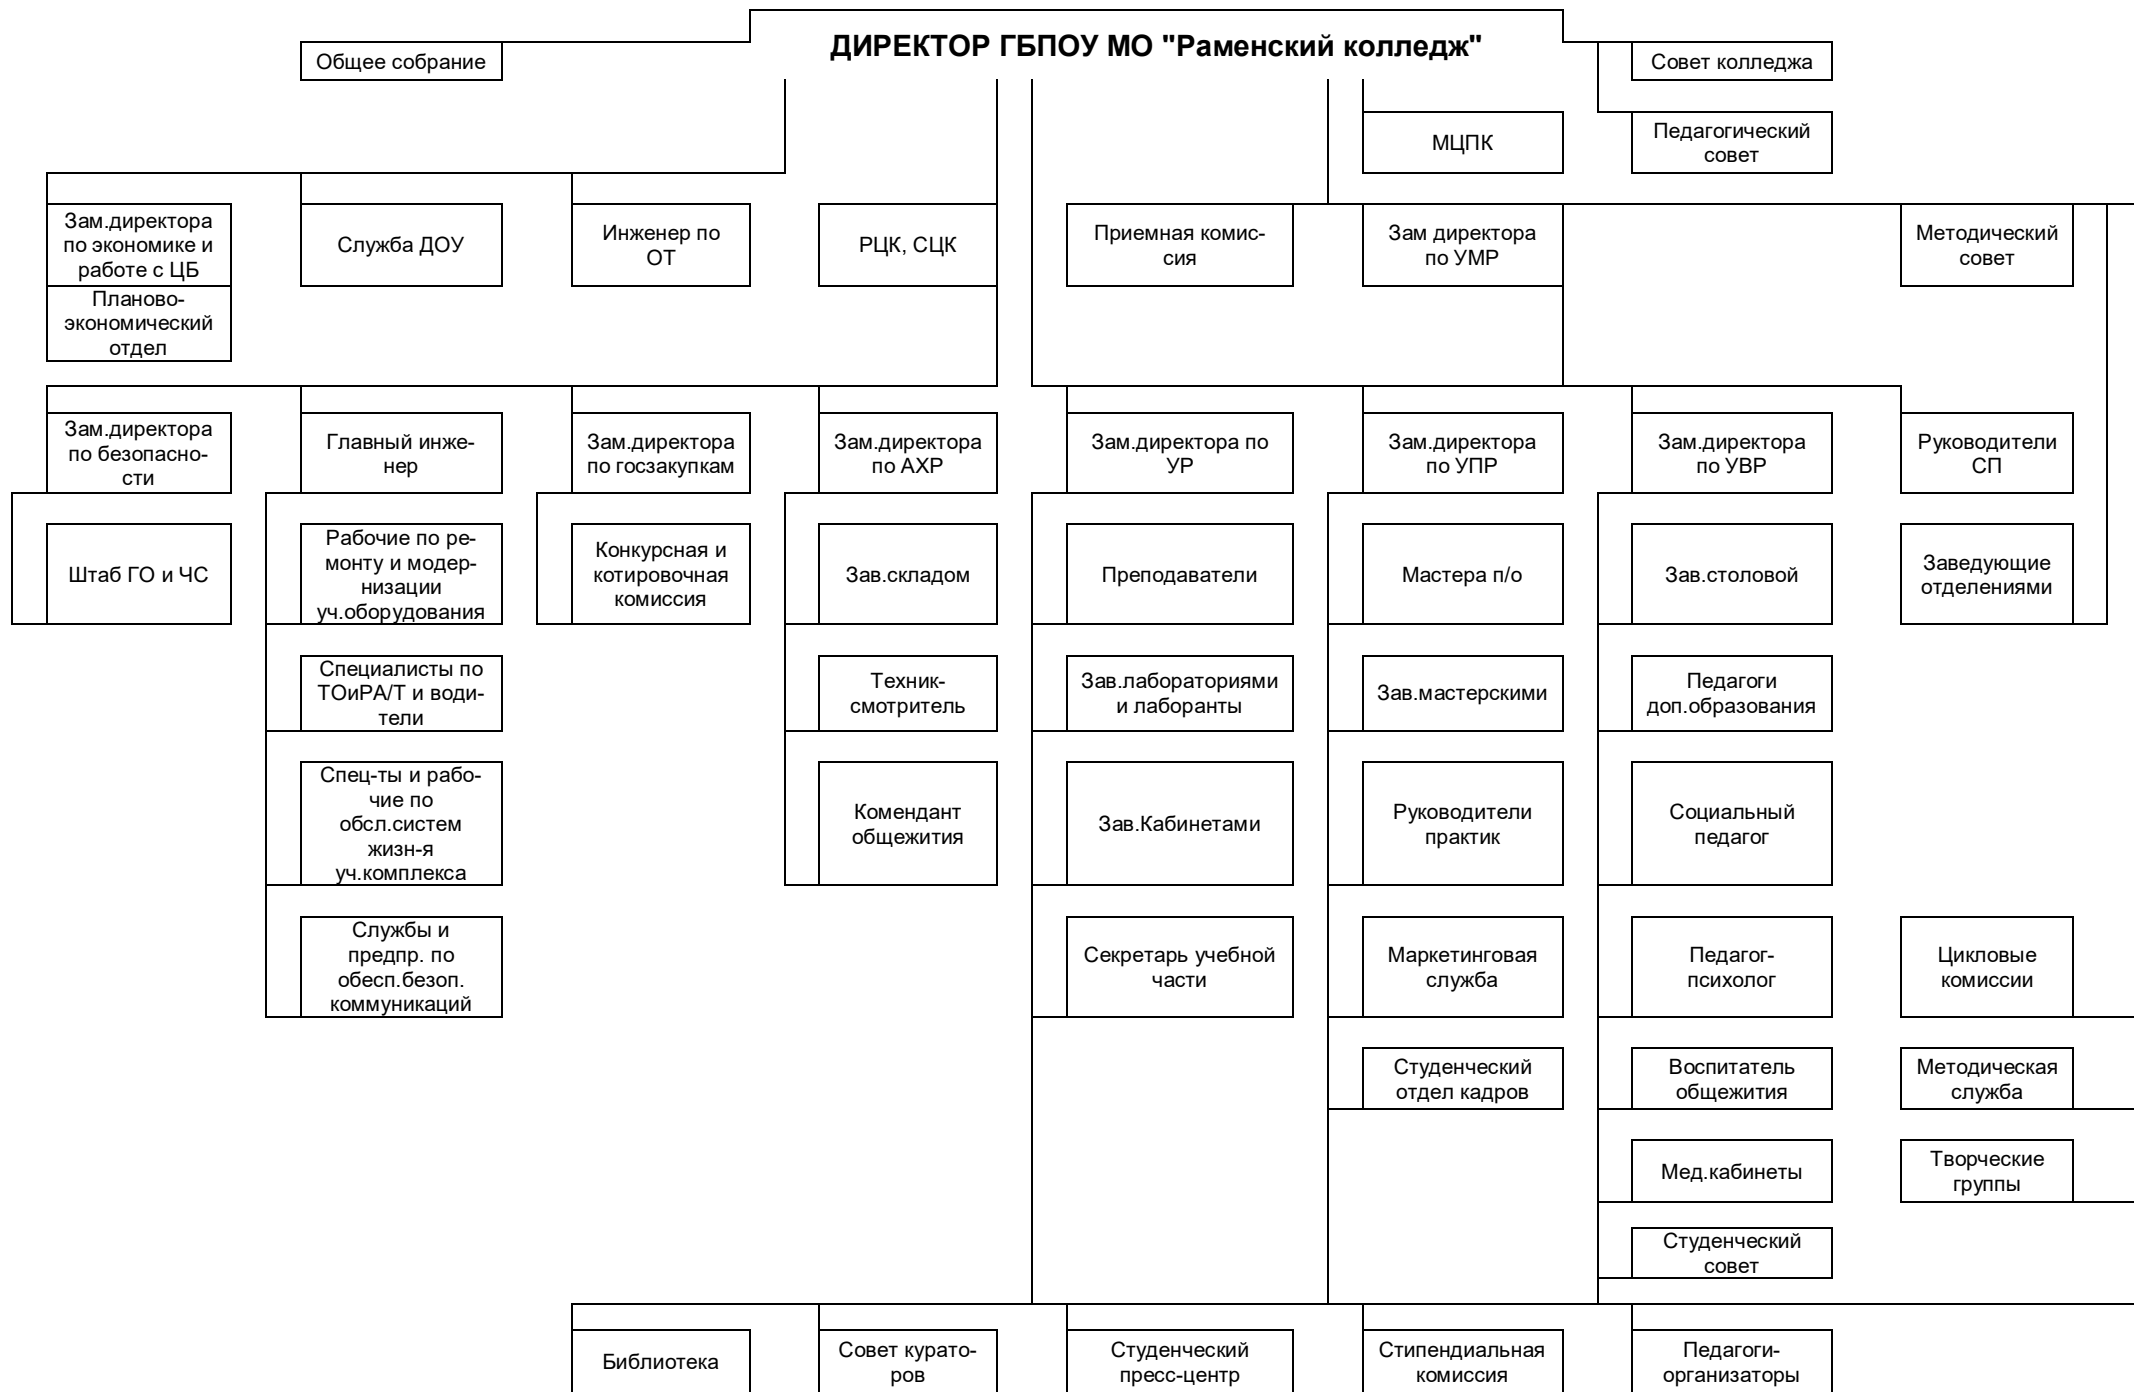 ДИРЕКТОР ГБПОУ МО "Раменский колледж"
Общее собрание
Совет колледжа
МЦПК
Педагогический
совет
Зам.директора
по экономике и
работе с ЦБ
Служба ДОУ
Инженер по
ОТ
РЦК, СЦК
Приемная комис-
сия
Зам директора
по УМР
Методический
совет
Планово-
экономический
отдел
Зам.директора
по безопасно-
сти
Главный инже-
нер
Зам.директора
по госзакупкам
Зам.директора
по АХР
Зам.директора по
УР
Зам.директора
по УПР
Зам.директора
по УВР
Руководители
СП
Штаб ГО и ЧС
Рабочие по ре-
монту и модер-
низации
уч.оборудования
Конкурсная и
котировочная
комиссия
Зав.складом
Преподаватели
Мастера п/о
Зав.столовой
Заведующие
отделениями
Специалисты по
ТОиРА/Т и води-
тели
Техник-
смотритель
Зав.лабораториями
и лаборанты
Зав.мастерскими
Педагоги
доп.образования
Спец-ты и рабо-
чие по
обсл.систем
жизн-я
уч.комплекса
Комендант
общежития
Зав.Кабинетами
Руководители
практик
Социальный
педагог
Службы и
предпр. по
обесп.безоп.
коммуникаций
Секретарь учебной
части
Маркетинговая
служба
Педагог-
психолог
Цикловые
комиссии
Студенческий
отдел кадров
Воспитатель
общежития
Методическая
служба
Мед.кабинеты
Творческие
группы
Студенческий
совет
Библиотека
Совет курато-
ров
Студенческий
пресс-центр
Стипендиальная
комиссия
Педагоги-
организаторы